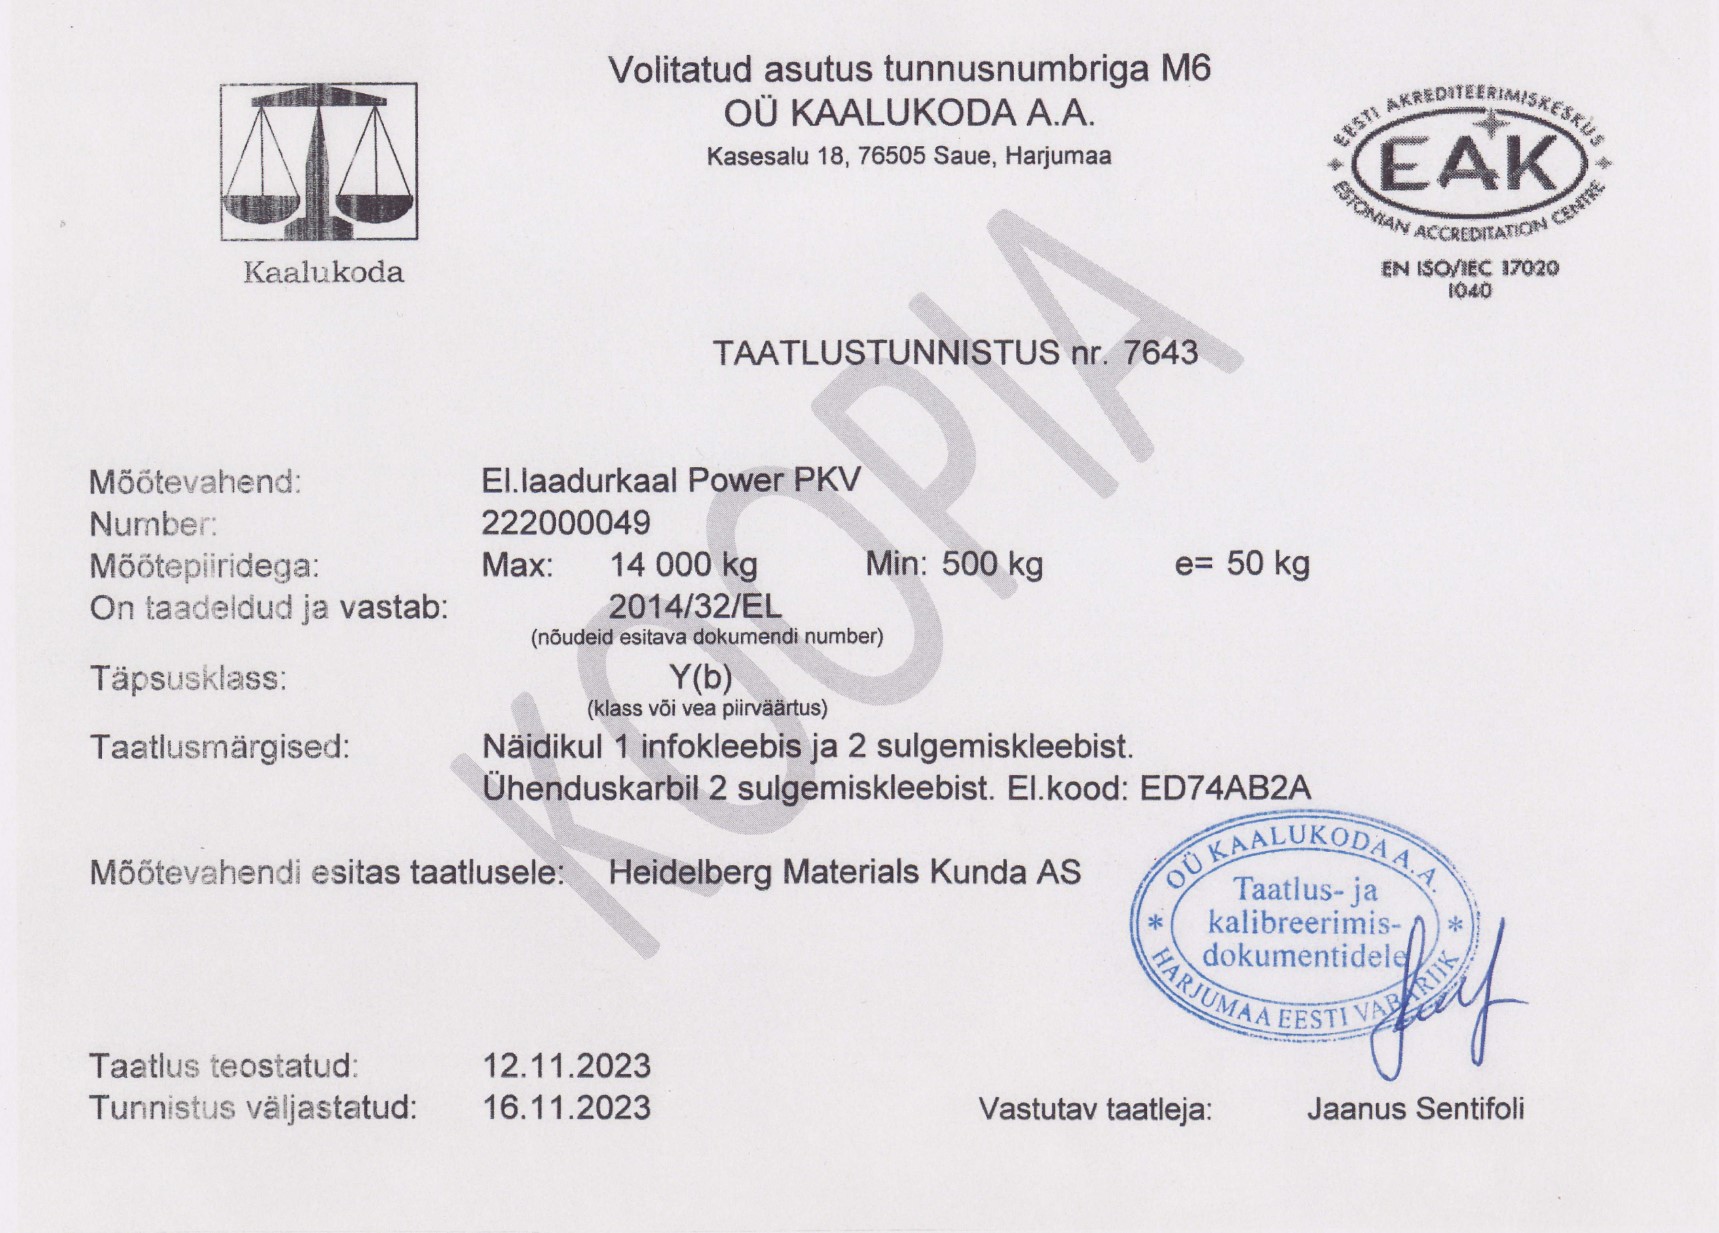 Volitatud asutus tunnusnumbriga M6
OÜ KAALUKODA A.A.
Kasesalu 18, 76505 Saue, Harjumaa
Kaalukoda
EESTI AKREDITEERIMISKESKUS
EAK
ESTONIAN ACCREDITATION CENTRE
EN ISO/IEC 17020
1040
KOOPIA
TAATLUSTUNNISTUS nr. 7643
Mõõtevahend: El.laadurkaal Power PKV
Number: 222000049
Mõõtepiiridega: Max: 14 000 kg Min: 500 kg e= 50 kg
On taadeldud ja vastab: 2014/32/EL
(nõudeid esitava dokumendi number)
Täpsusklass: Y(b)
(klass või vea piirväärtus)
Taatlusmärgised: Näidikul 1 infokleebis ja 2 sulgemiskleebist.
Ühenduskarbil 2 sulgemiskleebist. El.kood: ED74AB2A
Mõõtevahendi esitas taatlusele: Heidelberg Materials Kunda AS
OÜ KAALUKODA A.A.
Taatlus- ja
kalibreerimis-
dokumentidele
* HARJUMAA EESTI VABARIIK *
Taatlus teostatud: 12.11.2023
Tunnistus väljastatud: 16.11.2023
Vastutav taatleja: Jaanus Sentifoli